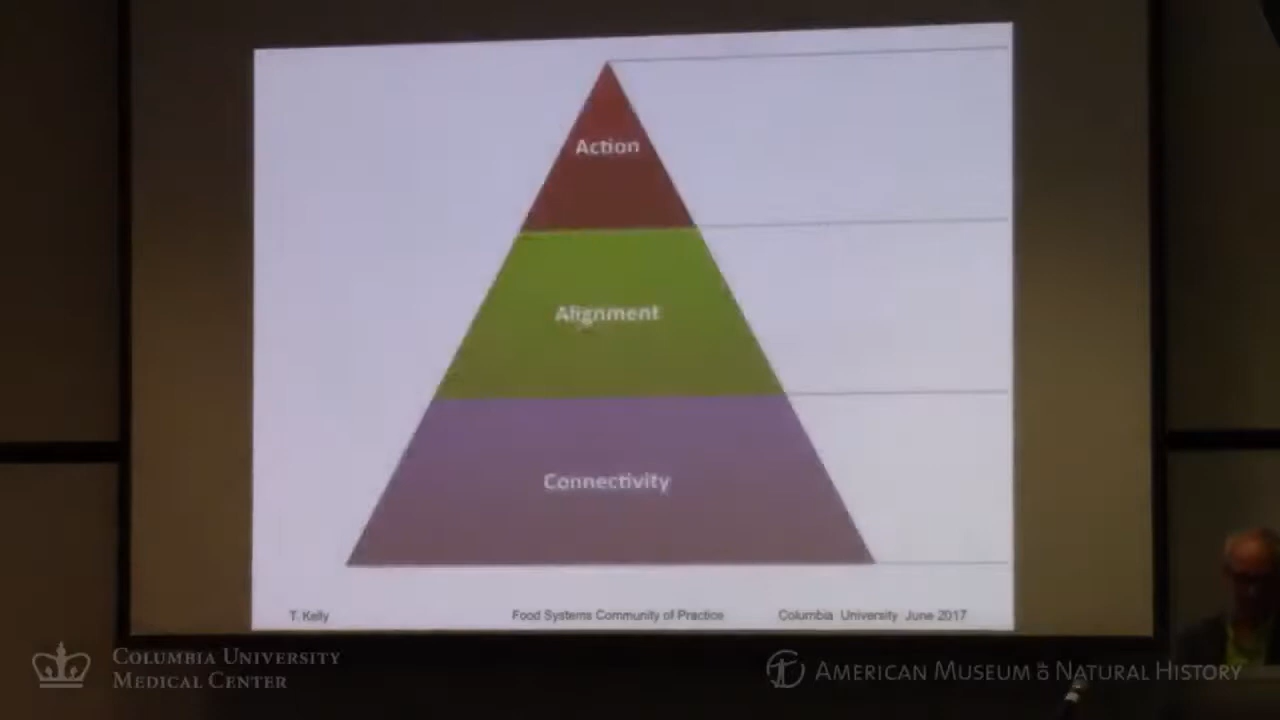 Action
Alignment
Connectivity
T. Kelly
Food Systems Community of Practice
Columbia University June 2017
COLUMBIA UNIVERSITY
MEDICAL CENTER
AMERICAN MUSEUM OF NATURAL HISTORY